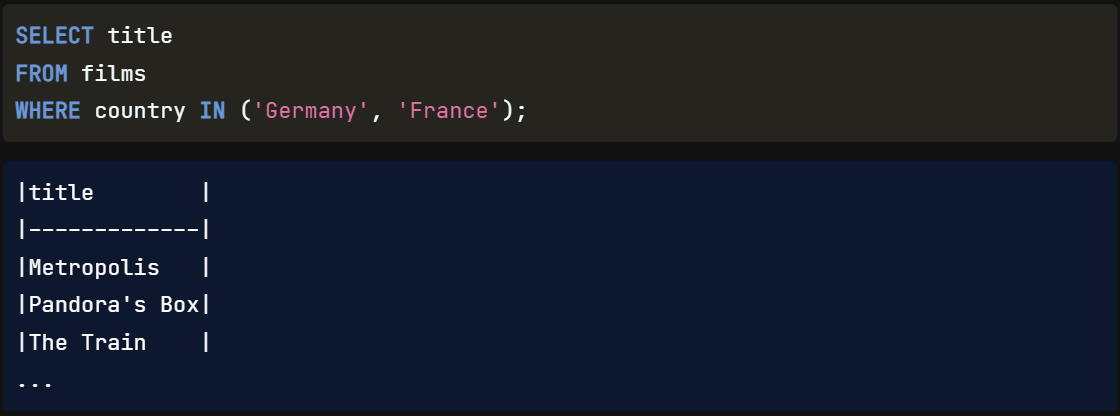 SELECT title
FROM films
WHERE country IN ('Germany', 'France');
|title        |
|-------------|
|Metropolis   |
|Pandora's Box|
|The Train    |
...